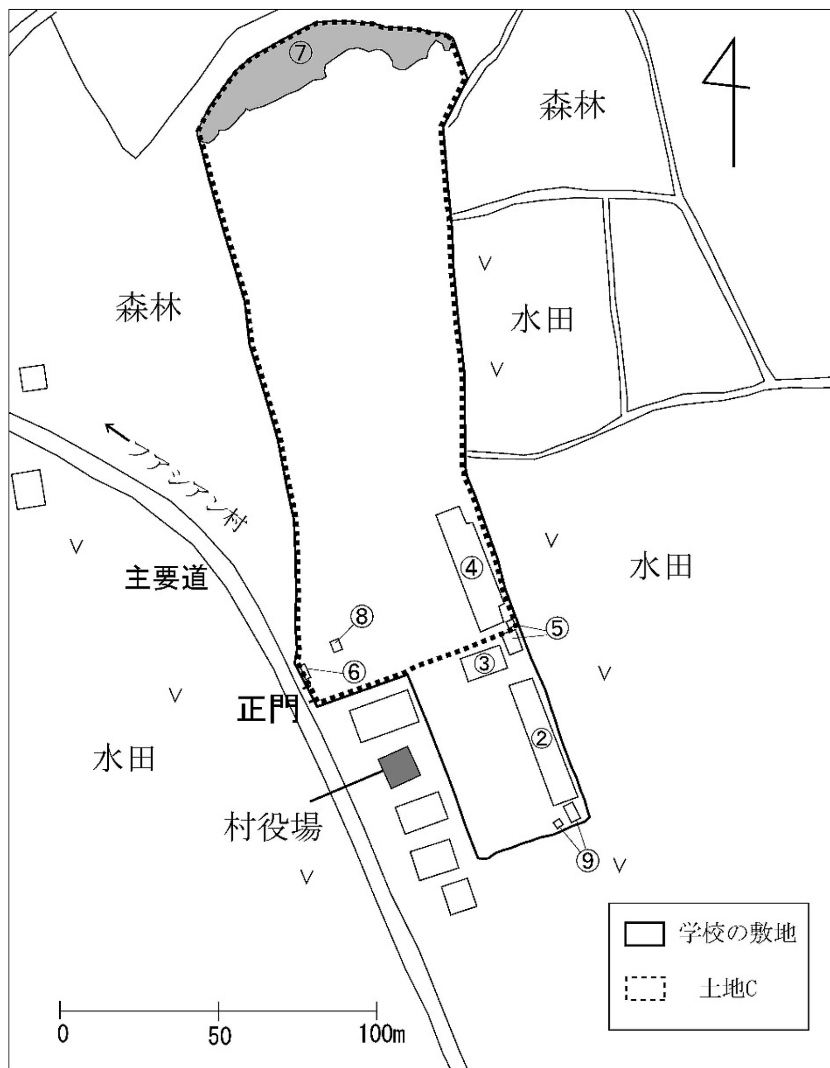 ⑦
森林
森林
水田
ファシアン村
主要道
④
水田
⑧
⑤
③
⑥
正門
②
水田
村役場
⑨
学校の敷地
土地C
0
50
100m